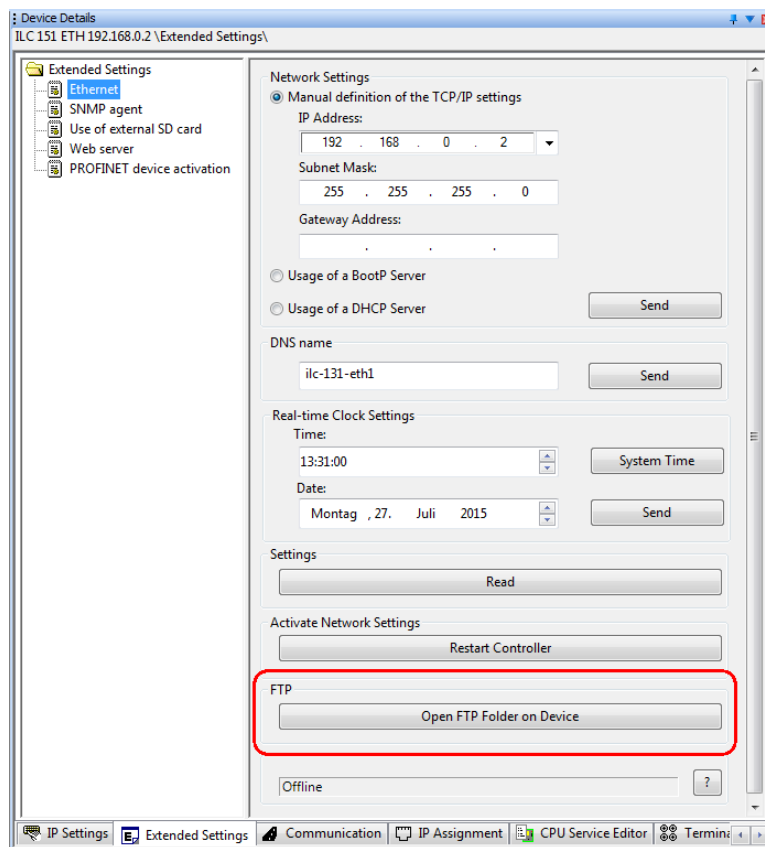 Device Details
ILC 151 ETH 192.168.0.2 \Extended Settings\
Extended Settings
Ethernet
SNMP agent
Use of external SD card
Web server
PROFINET device activation
Network Settings
Manual definition of the TCP/IP settings
IP Address:
192 . 168 . 0 . 2
Subnet Mask:
255 . 255 . 255 . 0
Gateway Address:
. . .
Usage of a BootP Server
Usage of a DHCP Server
Send
DNS name
ilc-131-eth1
Send
Real-time Clock Settings
Time:
13:31:00
System Time
Date:
Montag , 27. Juli 2015
Send
Settings
Read
Activate Network Settings
Restart Controller
FTP
Open FTP Folder on Device
Offline
?
IP Settings
Extended Settings
Communication
IP Assignment
CPU Service Editor